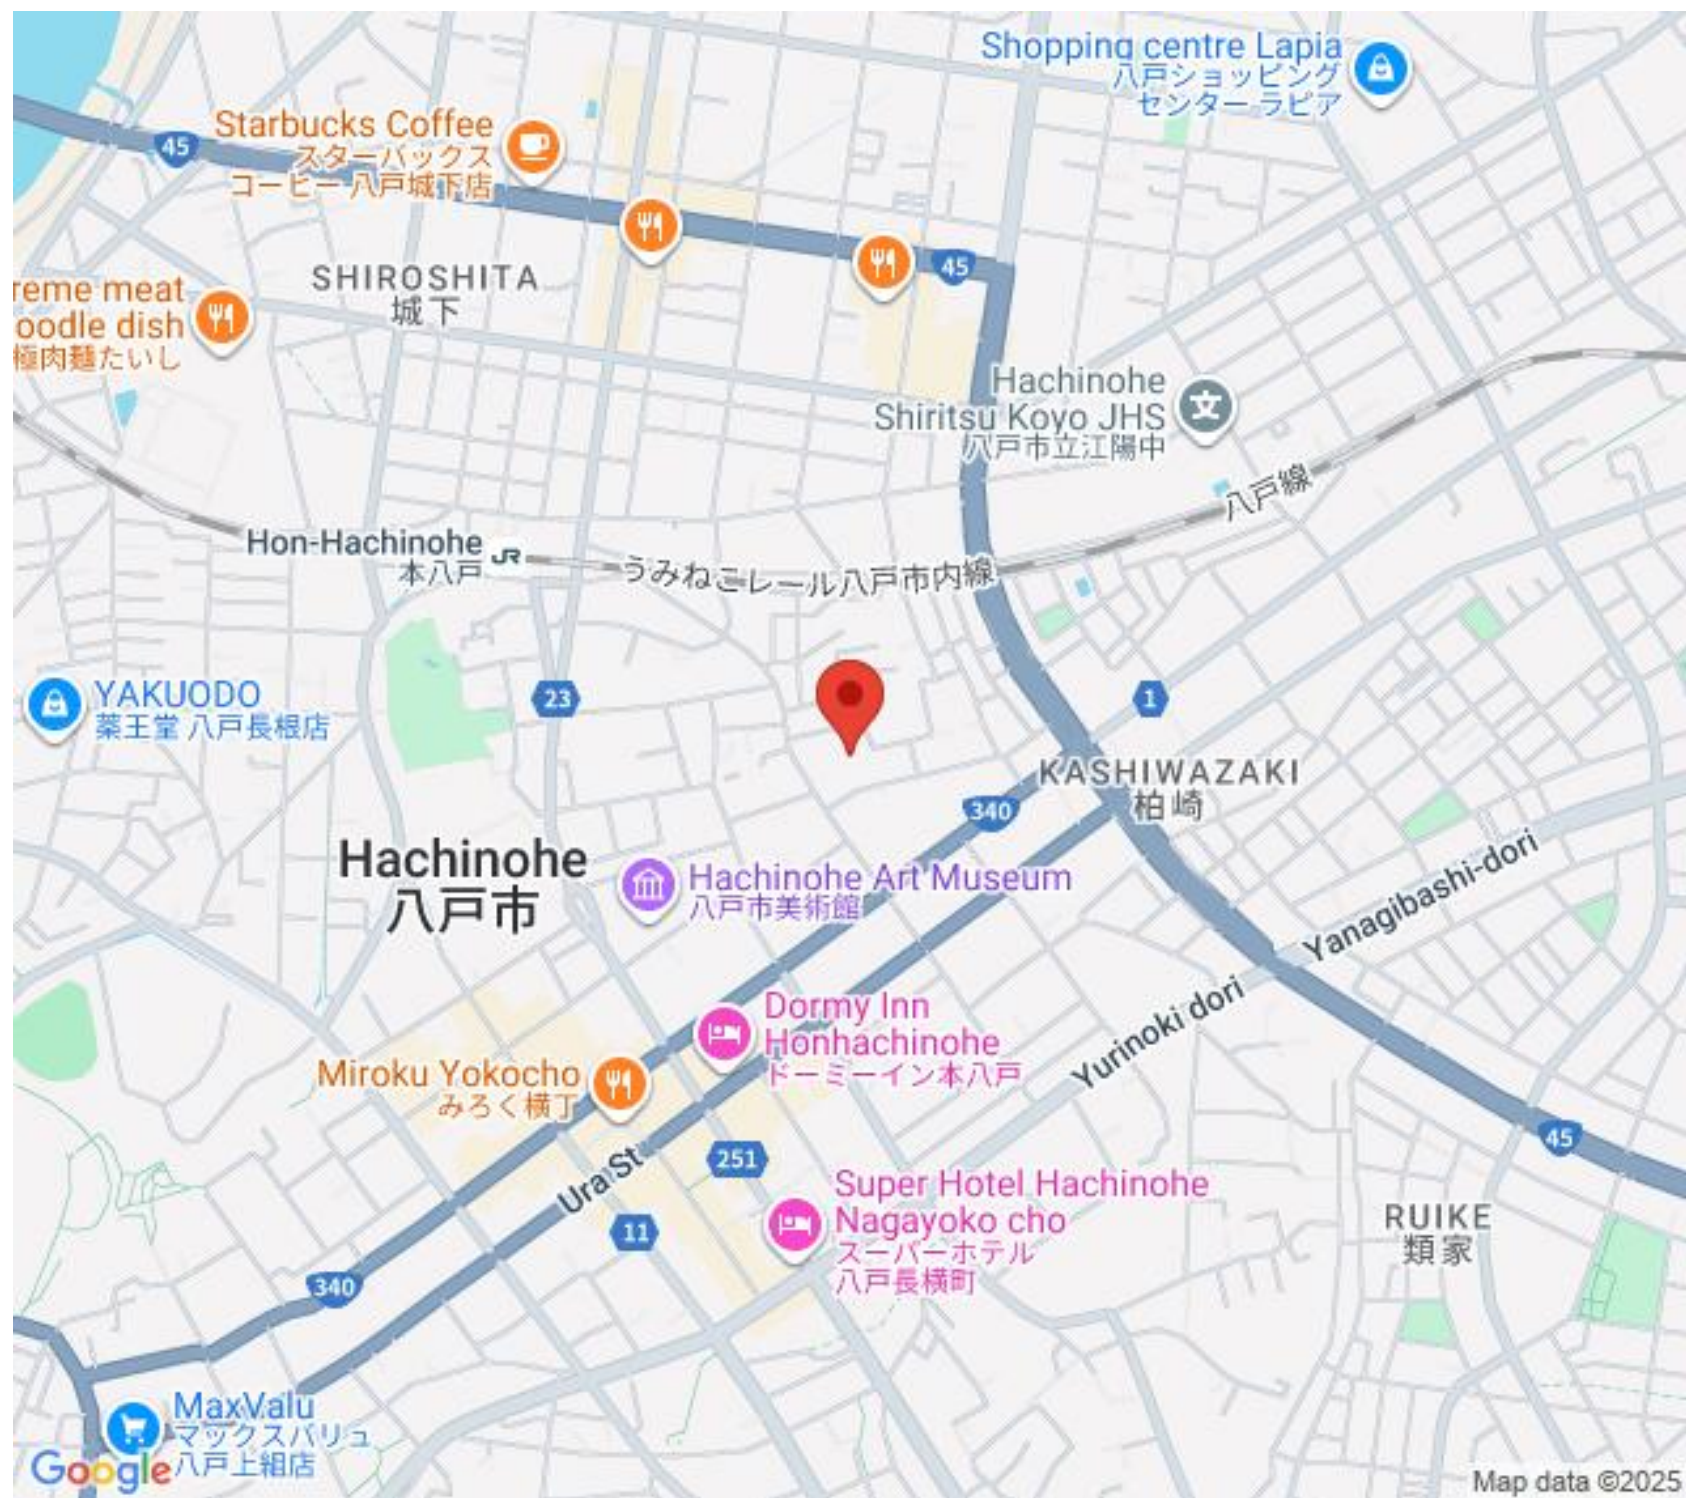 Shopping centre Lapia
八戸ショッピング
センター ラピア
Starbucks Coffee
スターバックス
コーヒー 八戸城下店
45
45
SHIROSHITA
城下
reme meat
oodle dish
極肉麺たいし
Hachinohe
Shiritsu Koyo JHS
八戸市立江陽中
文
八戸線
Hon-Hachinohe
本八戸
JR
うみねこレール八戸市内線
YAKUODO
薬王堂 八戸長根店
23
1
KASHIWAZAKI
柏崎
340
Hachinohe
八戸市
Hachinohe Art Museum
八戸市美術館
Yanagibashi-dori
Yurinoki dori
Dormy Inn
Honhachinohe
ドーミーイン本八戸
Miroku Yokocho
みろく横丁
45
251
Ura St
11
Super Hotel Hachinohe
Nagayoko cho
スーパーホテル
八戸長横町
RUIKE
類家
340
MaxValu
マックスバリュ
八戸上組店
Google
Map data ©2025